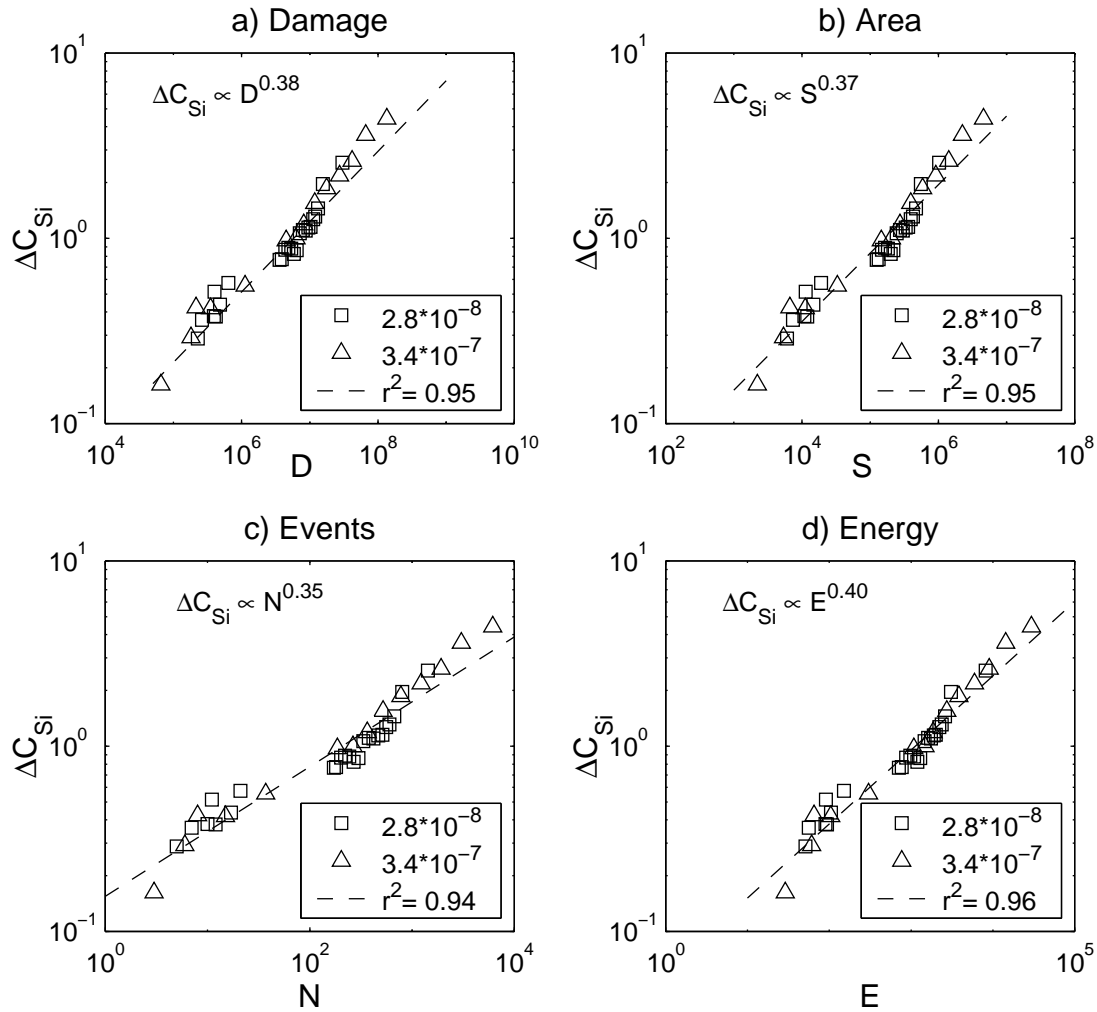 a) Damage
10^1
ΔC_Si ∝ D^0.38
10^0
ΔC_Si
2.8*10^−8
3.4*10^−7
r^2= 0.95
10^−1
10^4
10^6
10^8
10^10
D
b) Area
10^1
ΔC_Si ∝ S^0.37
10^0
ΔC_Si
2.8*10^−8
3.4*10^−7
r^2= 0.95
10^−1
10^2
10^4
10^6
10^8
S
c) Events
10^1
ΔC_Si ∝ N^0.35
10^0
ΔC_Si
2.8*10^−8
3.4*10^−7
r^2= 0.94
10^−1
10^0
10^2
10^4
N
d) Energy
10^1
ΔC_Si ∝ E^0.40
10^0
ΔC_Si
2.8*10^−8
3.4*10^−7
r^2= 0.96
10^−1
10^0
10^5
E